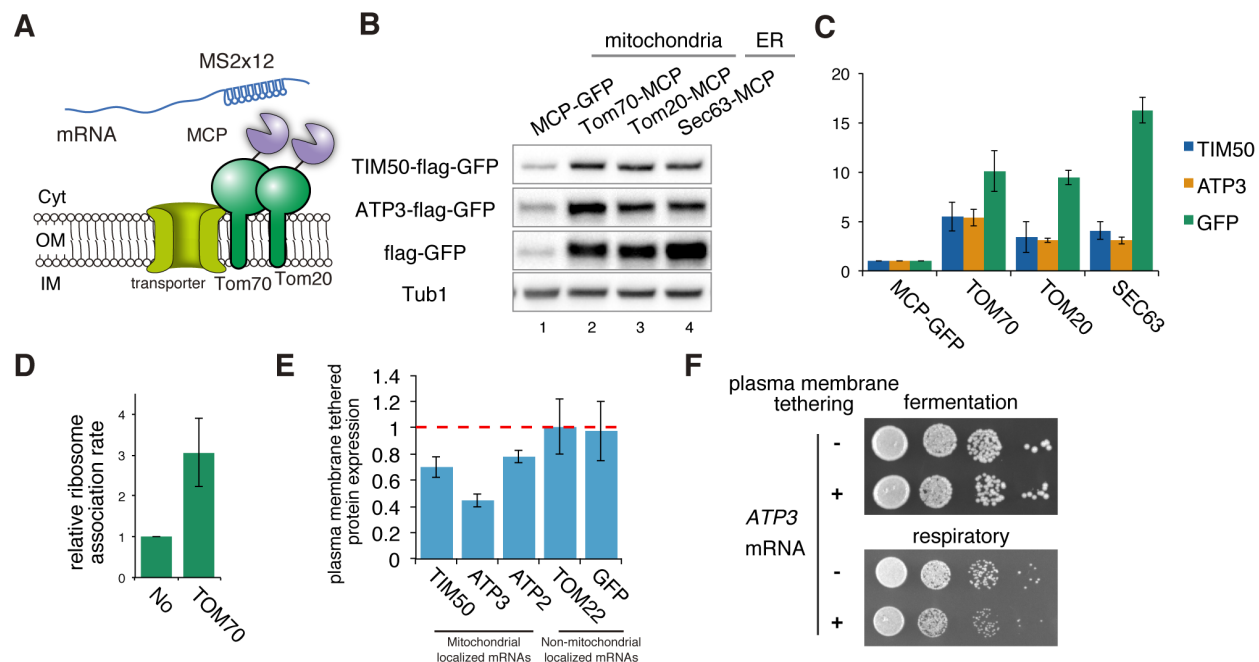 A
MS2x12
mRNA
MCP
Cyt
OM
IM
transporter
Tom70
Tom20
B
mitochondria
ER
MCP-GFP
Tom70-MCP
Tom20-MCP
Sec63-MCP
TIM50-flag-GFP
ATP3-flag-GFP
flag-GFP
Tub1
1 2 3 4
C
20
15
10
5
0
MCP-GFP
TOM70
TOM20
SEC63
TIM50
ATP3
GFP
D
relative ribosome
association rate
4
3
2
1
0
No
TOM70
E
plasma membrane tethered
protein expression
1.4
1.2
1
0.8
0.6
0.4
0.2
0
TIM50
ATP3
ATP2
TOM22
GFP
Mitochondrial
localized mRNAs
Non-mitochondrial
localized mRNAs
F
plasma membrane
tethering
fermentation
-
+
ATP3
mRNA
respiratory
-
+